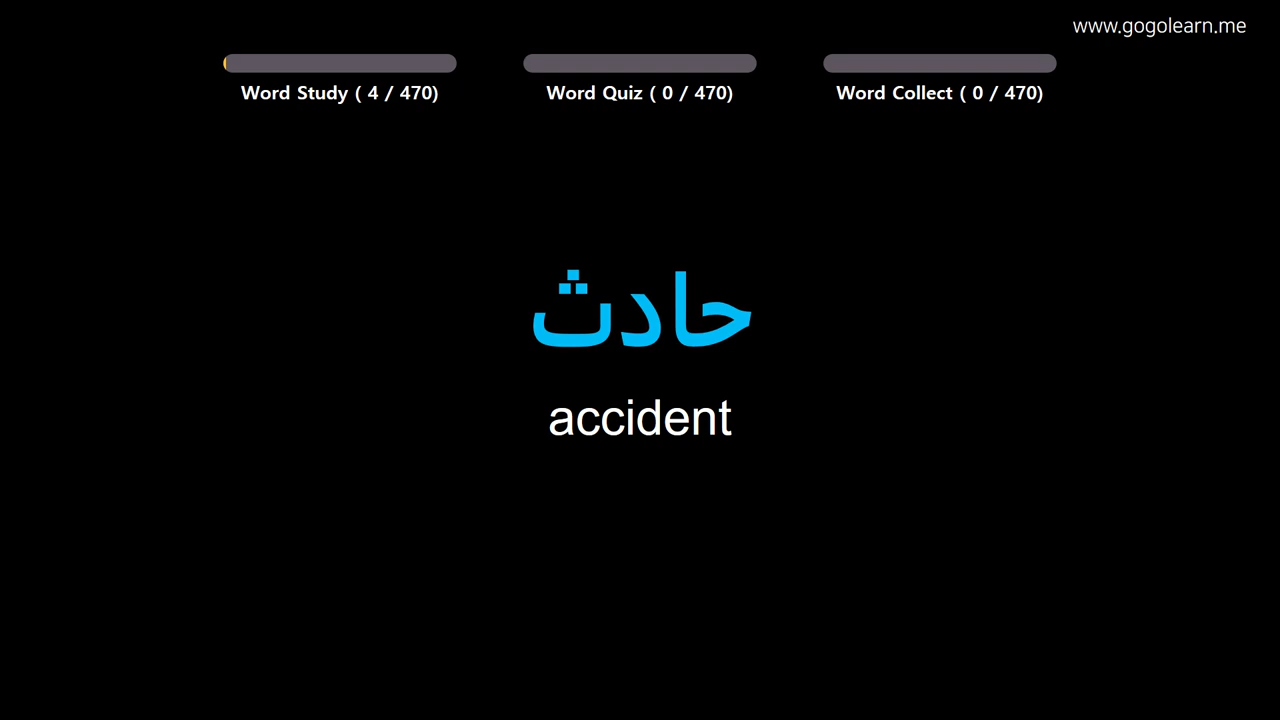 www.gogolearn.me
Word Study ( 4 / 470)
Word Quiz ( 0 / 470)
Word Collect ( 0 / 470)
حادث
accident